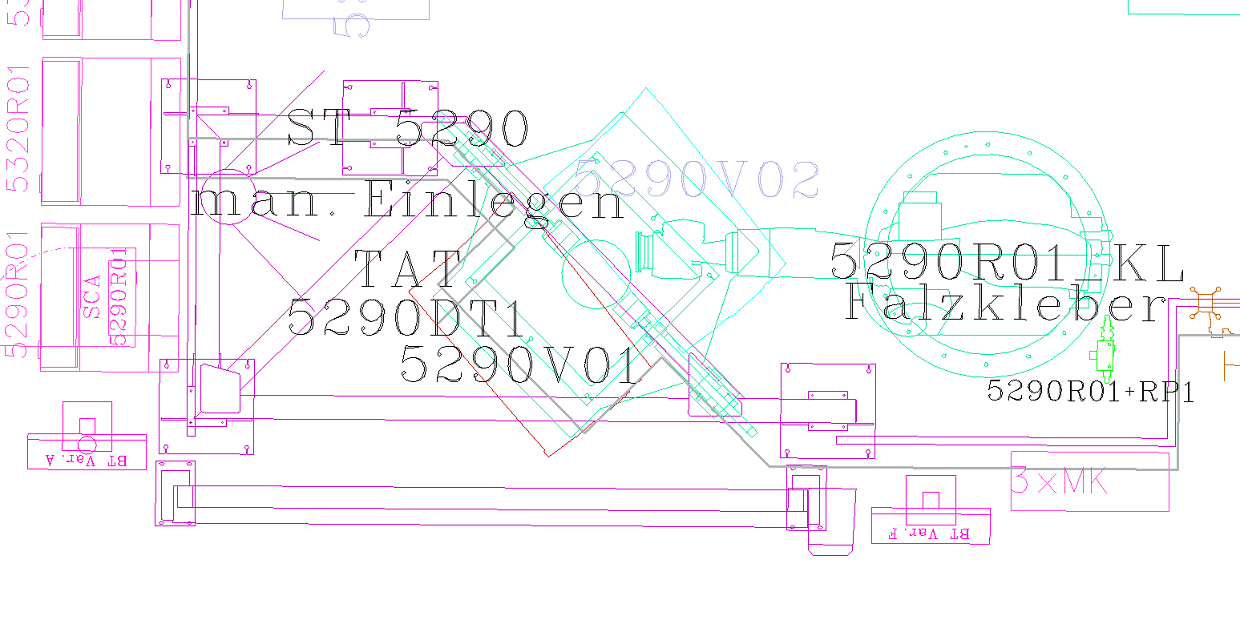 5320R01
ST 5290
5290V02
man. Einlegen
5290R01
SCA
5290R01
TAT
5290DT1
5290V01
5290R01_KL
Falzkleber
5290R01+RP1
BT Var. A
3xMK
BT Var. F